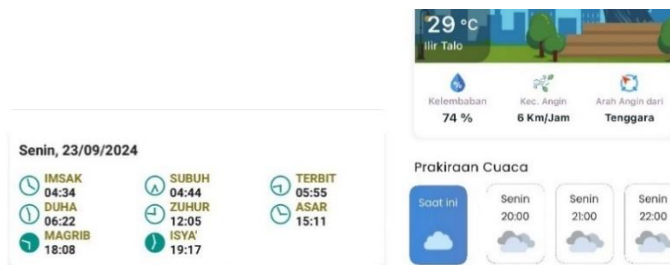 Senin, 23/09/2024
IMSAK
04:34
SUBUH
04:44
TERBIT
05:55
DUHA
06:22
ZUHUR
12:05
ASAR
15:11
MAGRIB
18:08
ISYA'
19:17
29 °C
Ilir Talo
Kelembaban
Kec. Angin
Arah Angin dari
74 %
6 Km/Jam
Tenggara
Prakiraan Cuaca
Saat ini
Senin
20:00
Senin
21:00
Senin
22:00